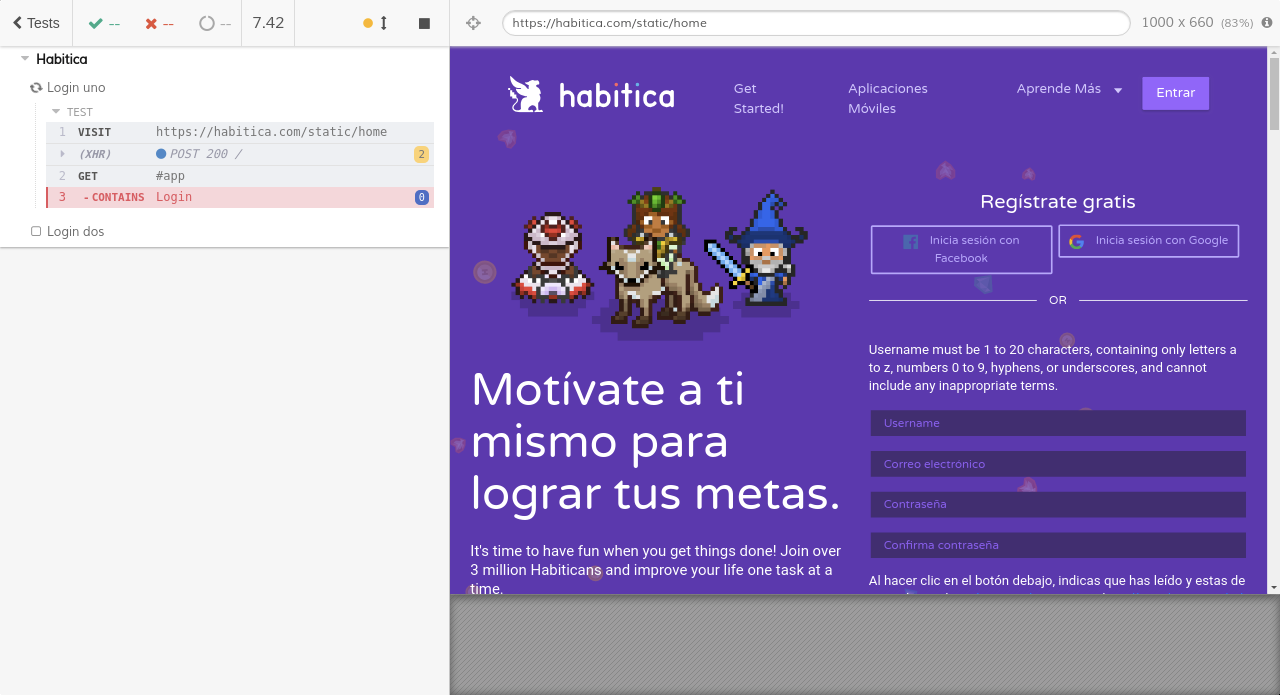 Tests
--
--
--
7.42
https://habitica.com/static/home
1000 x 660 (83%)
Habitica
Login uno
TEST
1 VISIT https://habitica.com/static/home
(XHR) POST 200 / 2
2 GET #app
3 - CONTAINS Login 0
Login dos
habitica
Get
Started!
Aplicaciones
Móviles
Aprende Más
Entrar
Regístrate gratis
Inicia sesión con
Facebook
Inicia sesión con Google
OR
Username must be 1 to 20 characters, containing only letters a
to z, numbers 0 to 9, hyphens, or underscores, and cannot
include any inappropriate terms.
Username
Correo electrónico
Contraseña
Confirma contraseña
Al hacer clic en el botón debajo, indicas que has leído y estas de
Motívate a ti
mismo para
lograr tus metas.
It's time to have fun when you get things done! Join over
3 million Habiticans and improve your life one task at a
time.